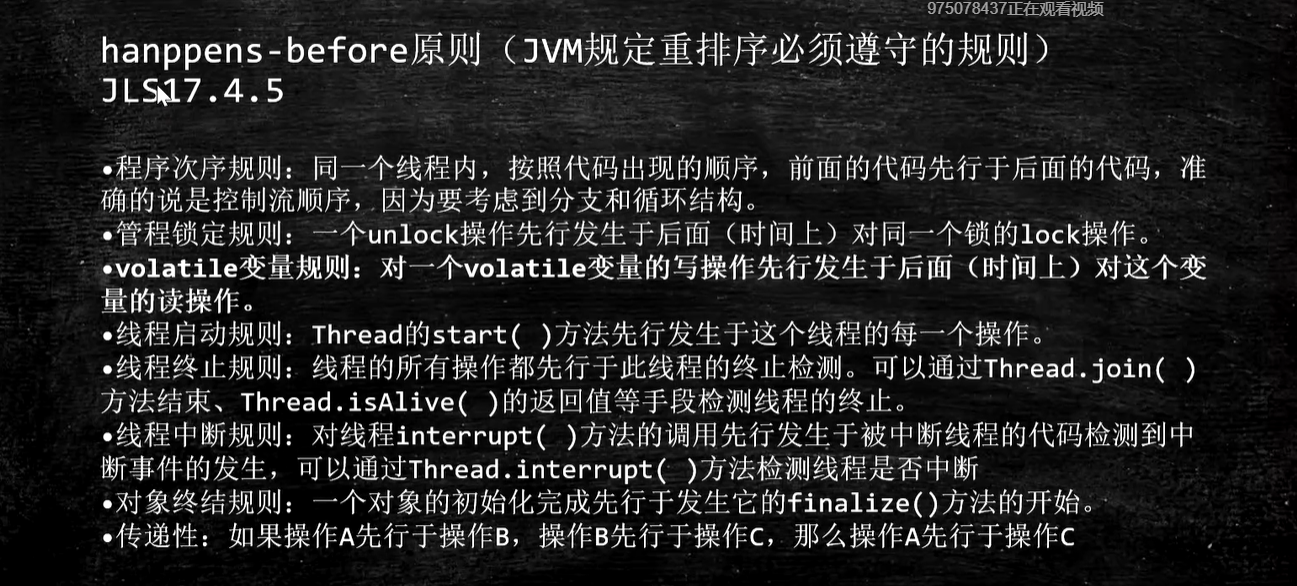 975078437正在观看视频
hanppens-before原则（JVM规定重排序必须遵守的规则）
JLS17.4.5
•程序次序规则：同一个线程内，按照代码出现的顺序，前面的代码先行于后面的代码，准
确的说是控制流顺序，因为要考虑到分支和循环结构。
•管程锁定规则：一个unlock操作先行发生于后面（时间上）对同一个锁的lock操作。
•volatile变量规则：对一个volatile变量的写操作先行发生于后面（时间上）对这个变
量的读操作。
•线程启动规则：Thread的start( )方法先行发生于这个线程的每一个操作。
•线程终止规则：线程的所有操作都先行于此线程的终止检测。可以通过Thread.join( )
方法结束、Thread.isAlive( )的返回值等手段检测线程的终止。
•线程中断规则：对线程interrupt( )方法的调用先行发生于被中断线程的代码检测到中
断事件的发生，可以通过Thread.interrupt( )方法检测线程是否中断
•对象终结规则：一个对象的初始化完成先行于发生它的finalize()方法的开始。
•传递性：如果操作A先行于操作B，操作B先行于操作C，那么操作A先行于操作C